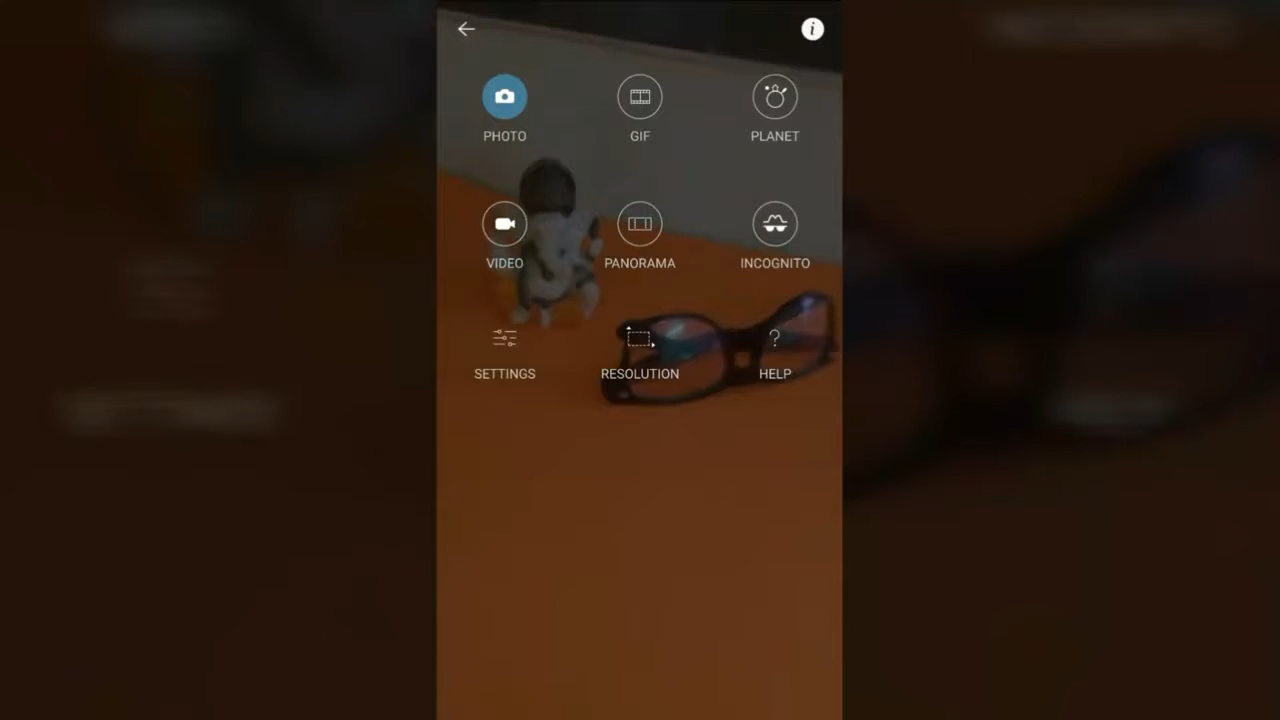 i
PHOTO GIF PLANET
VIDEO PANORAMA INCOGNITO
?
SETTINGS RESOLUTION HELP